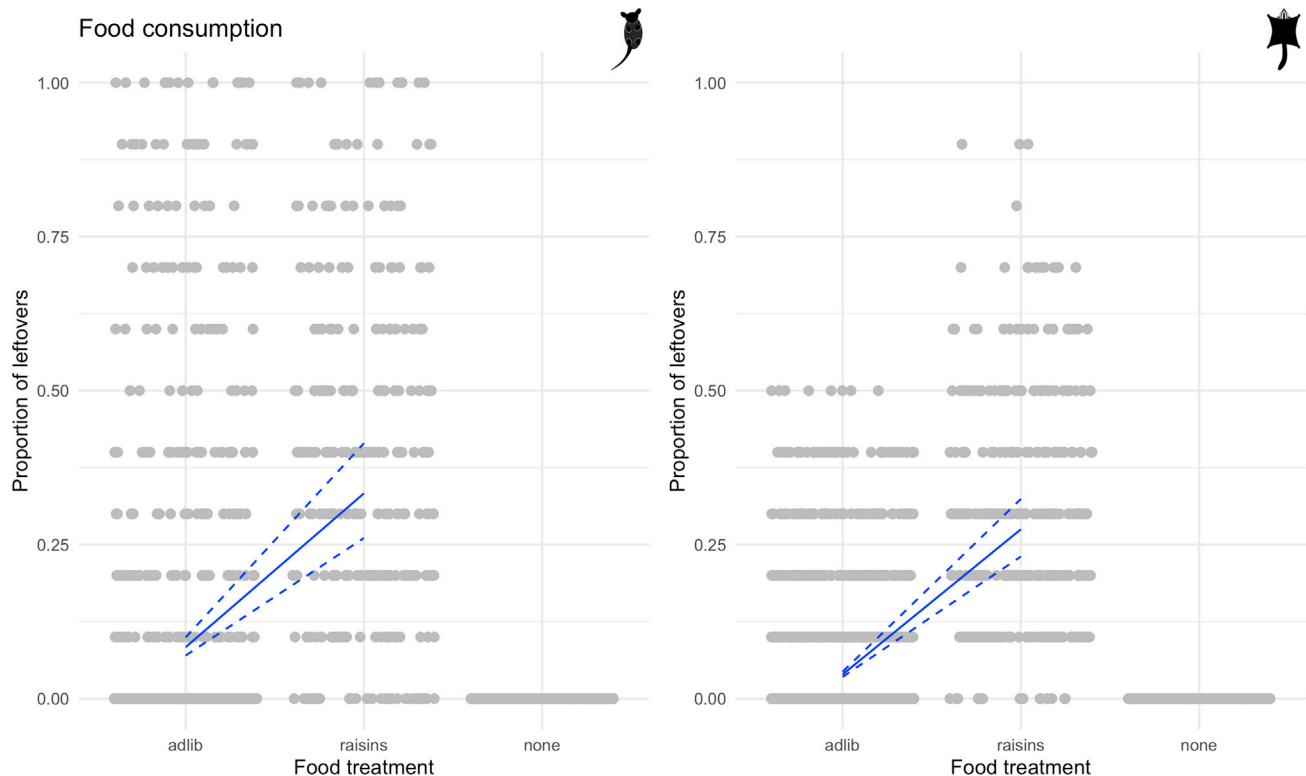 Food consumption
1.00
0.75
0.50
0.25
0.00
Proportion of leftovers
adlib raisins none
Food treatment
1.00
0.75
0.50
0.25
0.00
Proportion of leftovers
adlib raisins none
Food treatment